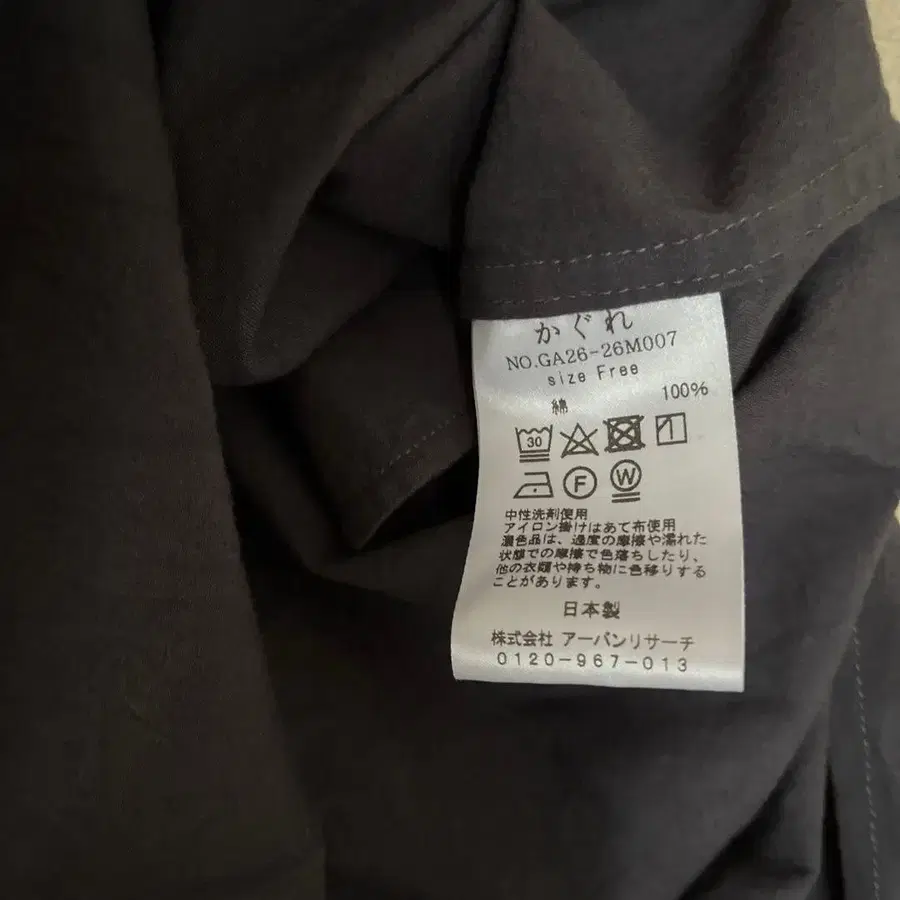 かぐれ
NO.GA26-26M007
size Free
綿 100%
30
F W
中性洗剤使用
アイロン掛けはあて布使用
濃色品は、過度の摩擦や濡れた
状態での摩擦で色落ちしたり、
他の衣類や持ち物に色移りする
ことがあります。
日本製
株式会社 アーバンリサーチ
0120-967-013